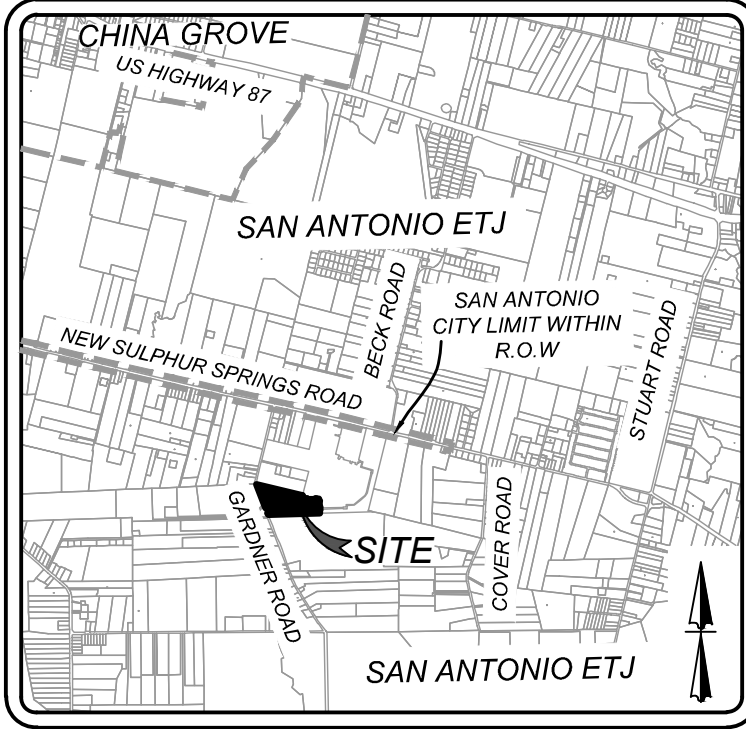 CHINA GROVE
US HIGHWAY 87
SAN ANTONIO ETJ
BECK ROAD
SAN ANTONIO
CITY LIMIT WITHIN
R.O.W
STUART ROAD
NEW SULPHUR SPRINGS ROAD
GARDNER ROAD
SITE
COVER ROAD
SAN ANTONIO ETJ